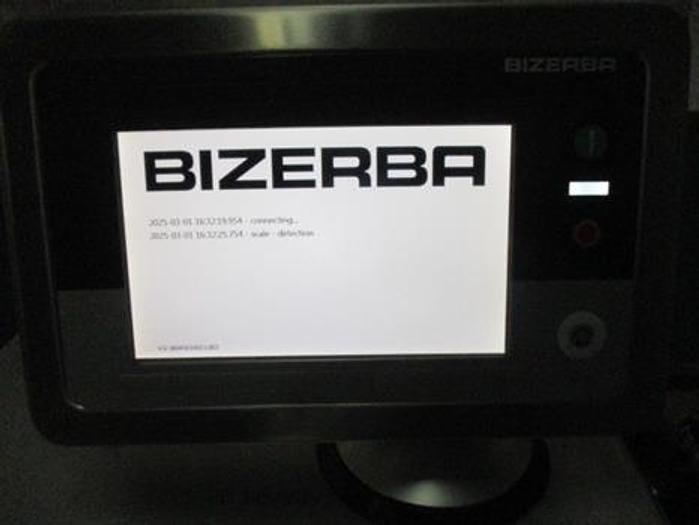 BIZERBA
BIZERBA
2025-03-01 16:32:19.954 - connecting...
2025-03-01 16:32:25.754 - scale - detection